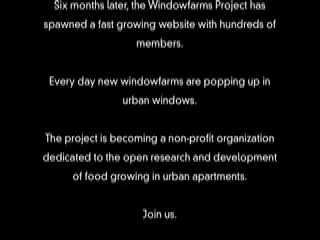 Six months later, the Windowfarms Project has
spawned a fast growing website with hundreds of
members.
Every day new windowfarms are popping up in
urban windows.
The project is becoming a non-profit organization
dedicated to the open research and development
of food growing in urban apartments.
Join us.